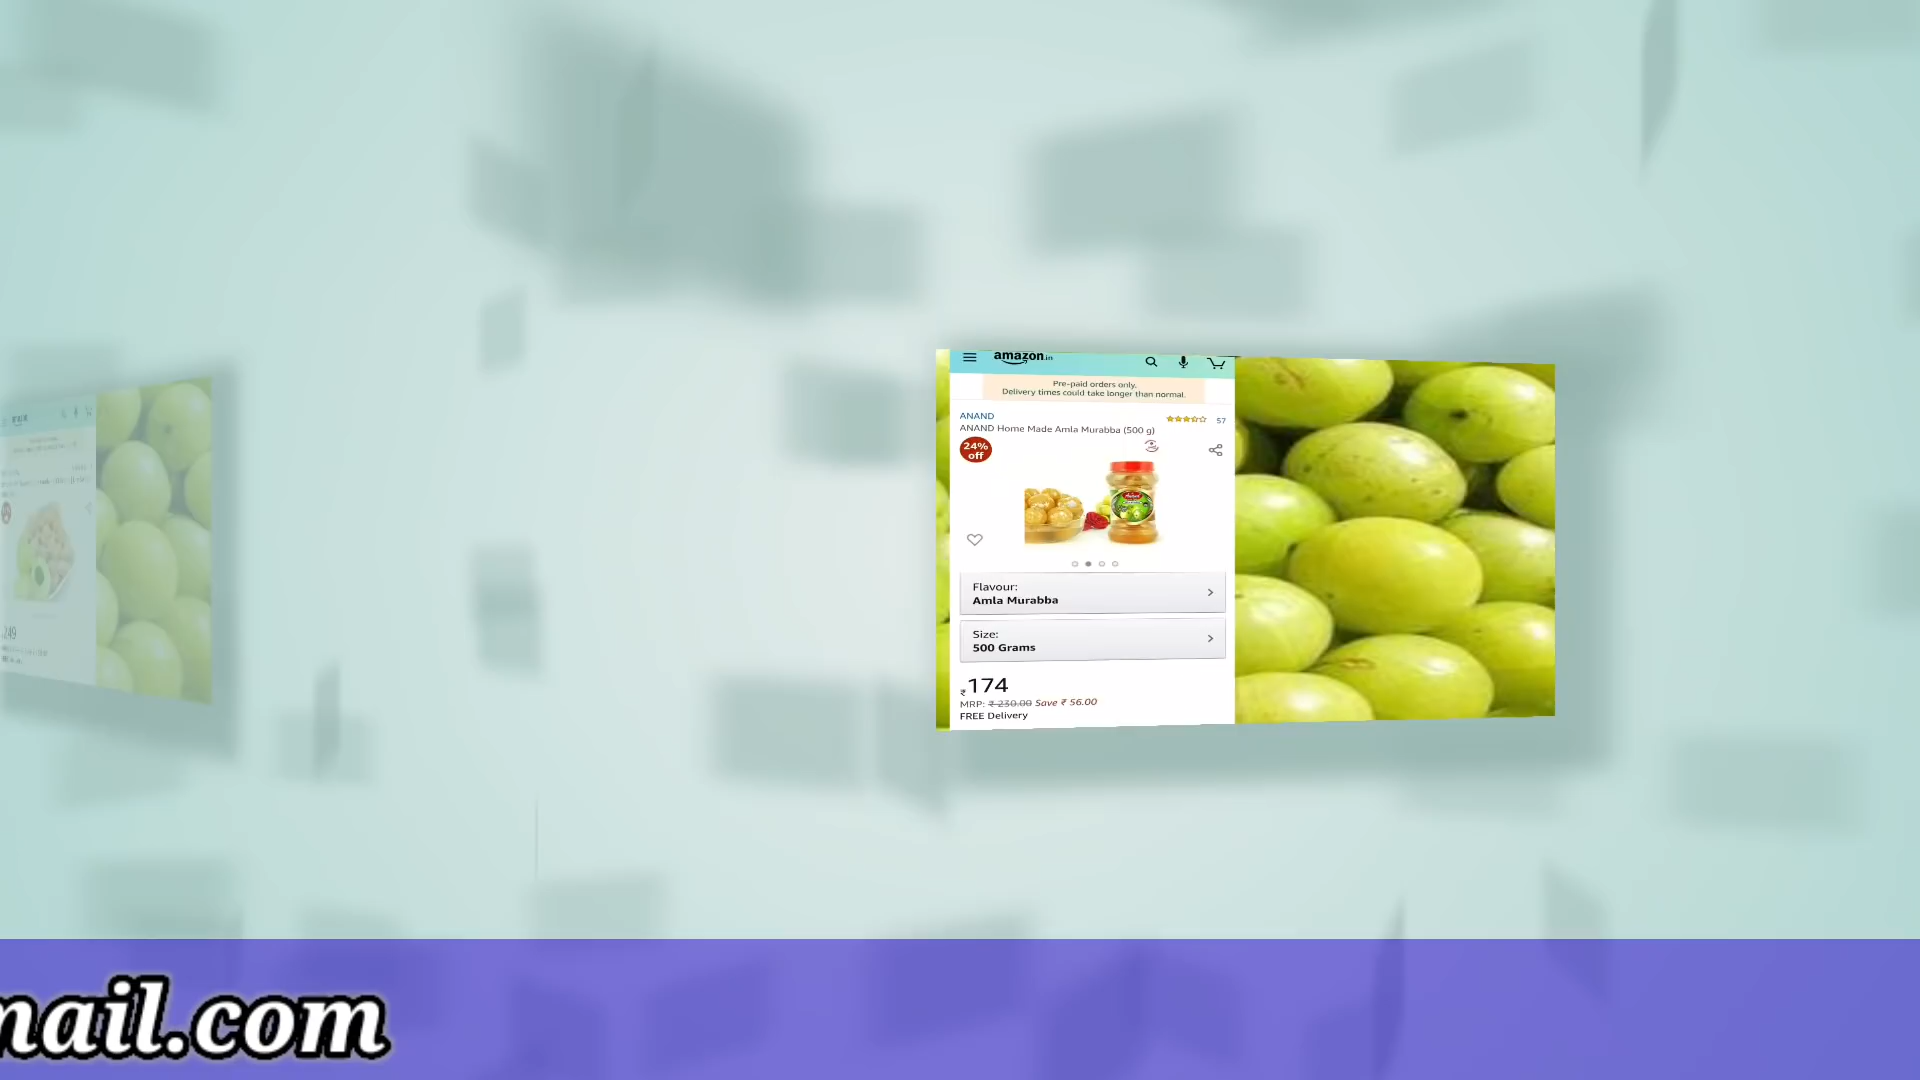 amazon.in
Pre-paid orders only.
Delivery times could take longer than normal.
ANAND
57
ANAND Home Made Amla Murabba (500 g)
24%
off
Flavour:
Amla Murabba
Size:
500 Grams
₹174
MRP: ₹ 230.00 Save ₹ 56.00
FREE Delivery
249
mail.com